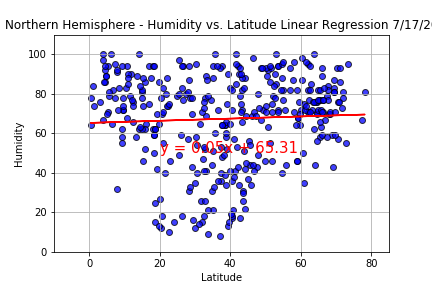 Northern Hemisphere - Humidity vs. Latitude Linear Regression 7/17/2
100
80
60
40
20
0
Humidity
y = 0.05x + 65.31
0 20 40 60 80
Latitude